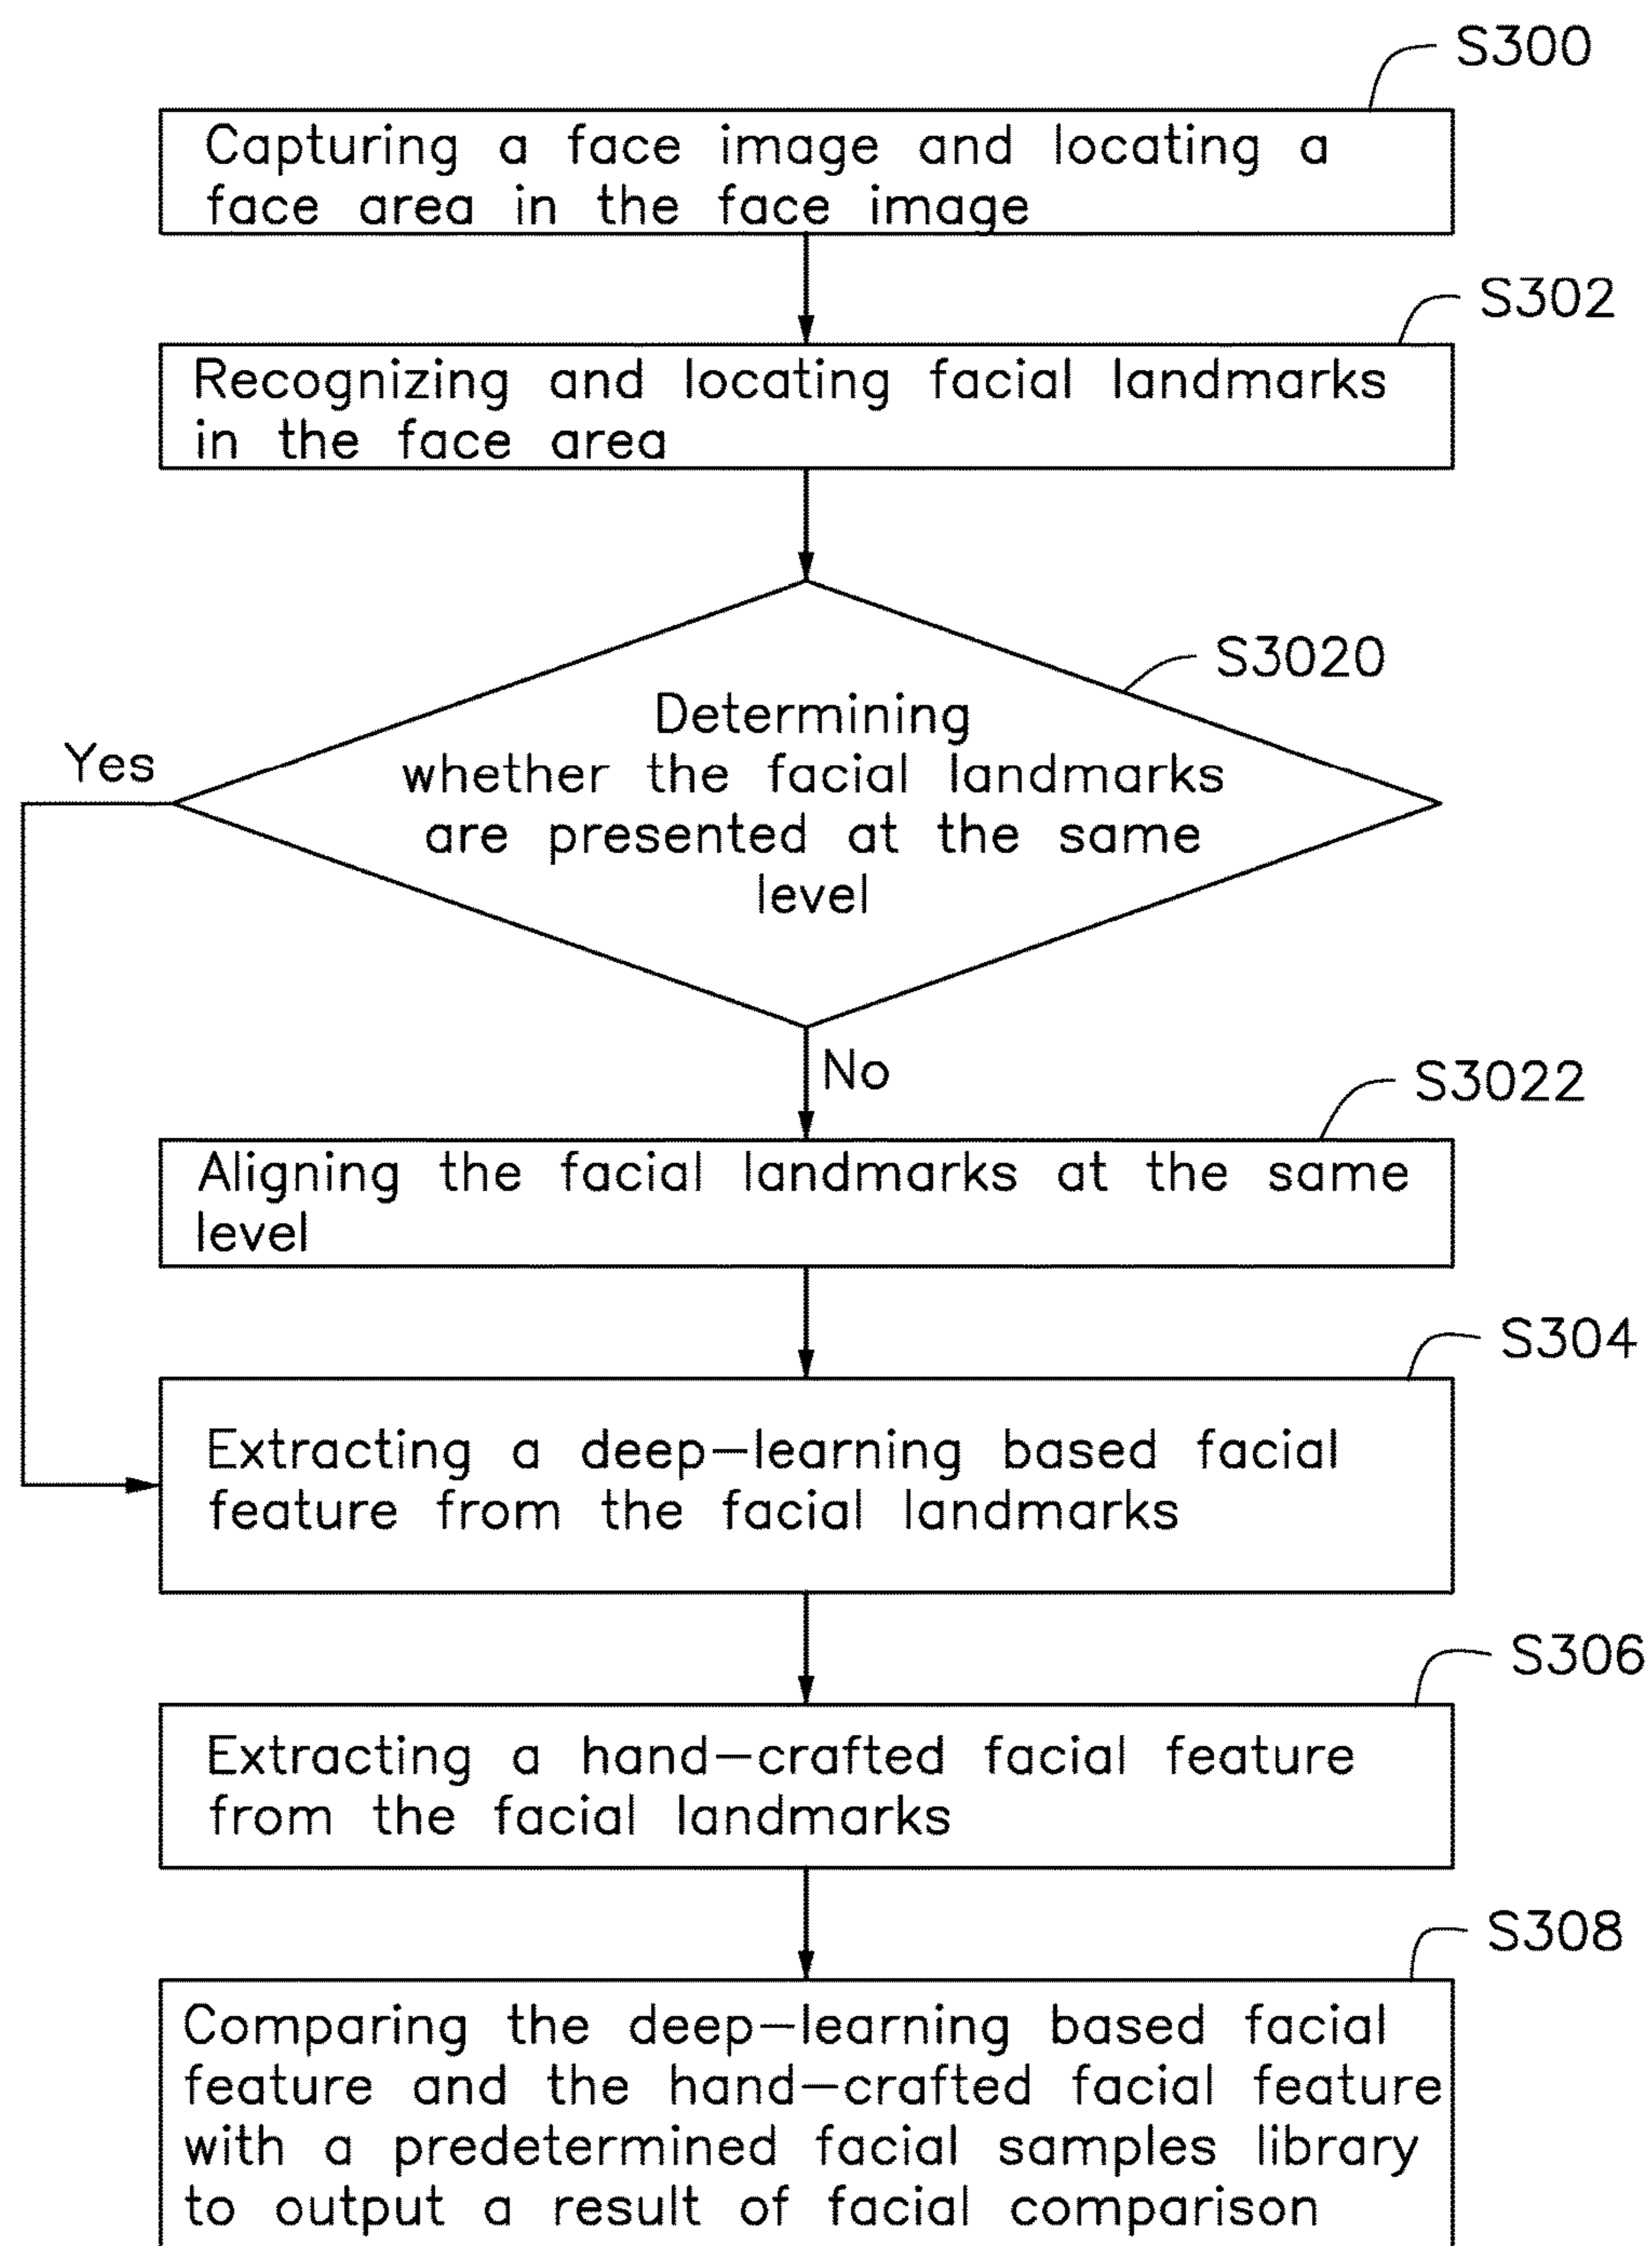 S300
Capturing a face image and locating a
face area in the face image
S302
Recognizing and locating facial landmarks
in the face area
S3020
Determining
whether the facial landmarks
are presented at the same
level
Yes
No
S3022
Aligning the facial landmarks at the same
level
S304
Extracting a deep-learning based facial
feature from the facial landmarks
S306
Extracting a hand-crafted facial feature
from the facial landmarks
S308
Comparing the deep-learning based facial
feature and the hand-crafted facial feature
with a predetermined facial samples library
to output a result of facial comparison